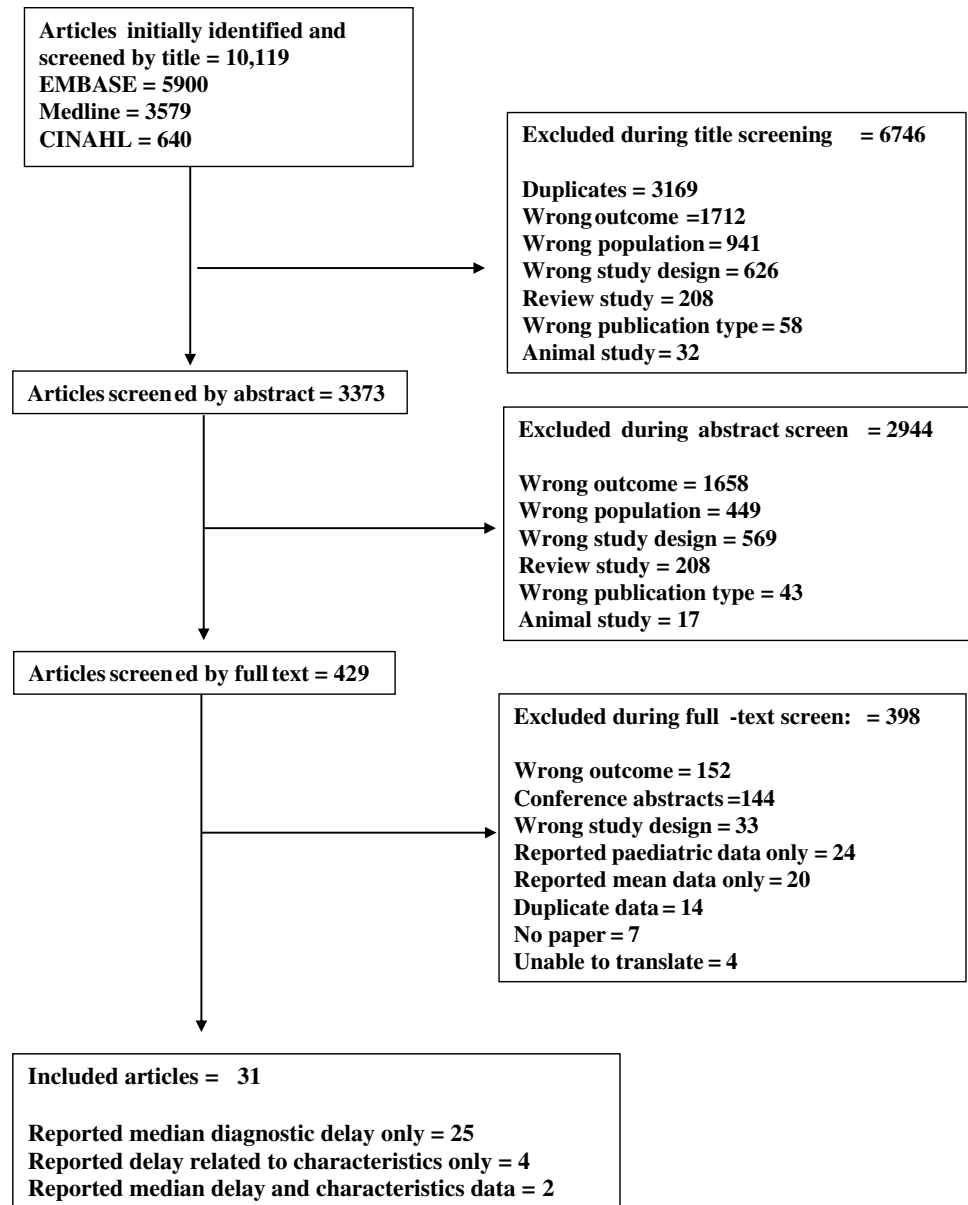 Articles initially identified and
screened by title = 10,119
EMBASE = 5900
Medline = 3579
CINAHL = 640
Excluded during title screening = 6746
Duplicates = 3169
Wrong outcome =1712
Wrong population = 941
Wrong study design = 626
Review study = 208
Wrong publication type = 58
Animal study = 32
Articles screened by abstract = 3373
Excluded during abstract screen = 2944
Wrong outcome = 1658
Wrong population = 449
Wrong study design = 569
Review study = 208
Wrong publication type = 43
Animal study = 17
Articles screened by full text = 429
Excluded during full -text screen: = 398
Wrong outcome = 152
Conference abstracts =144
Wrong study design = 33
Reported paediatric data only = 24
Reported mean data only = 20
Duplicate data = 14
No paper = 7
Unable to translate = 4
Included articles = 31
Reported median diagnostic delay only = 25
Reported delay related to characteristics only = 4
Reported median delay and characteristics data = 2